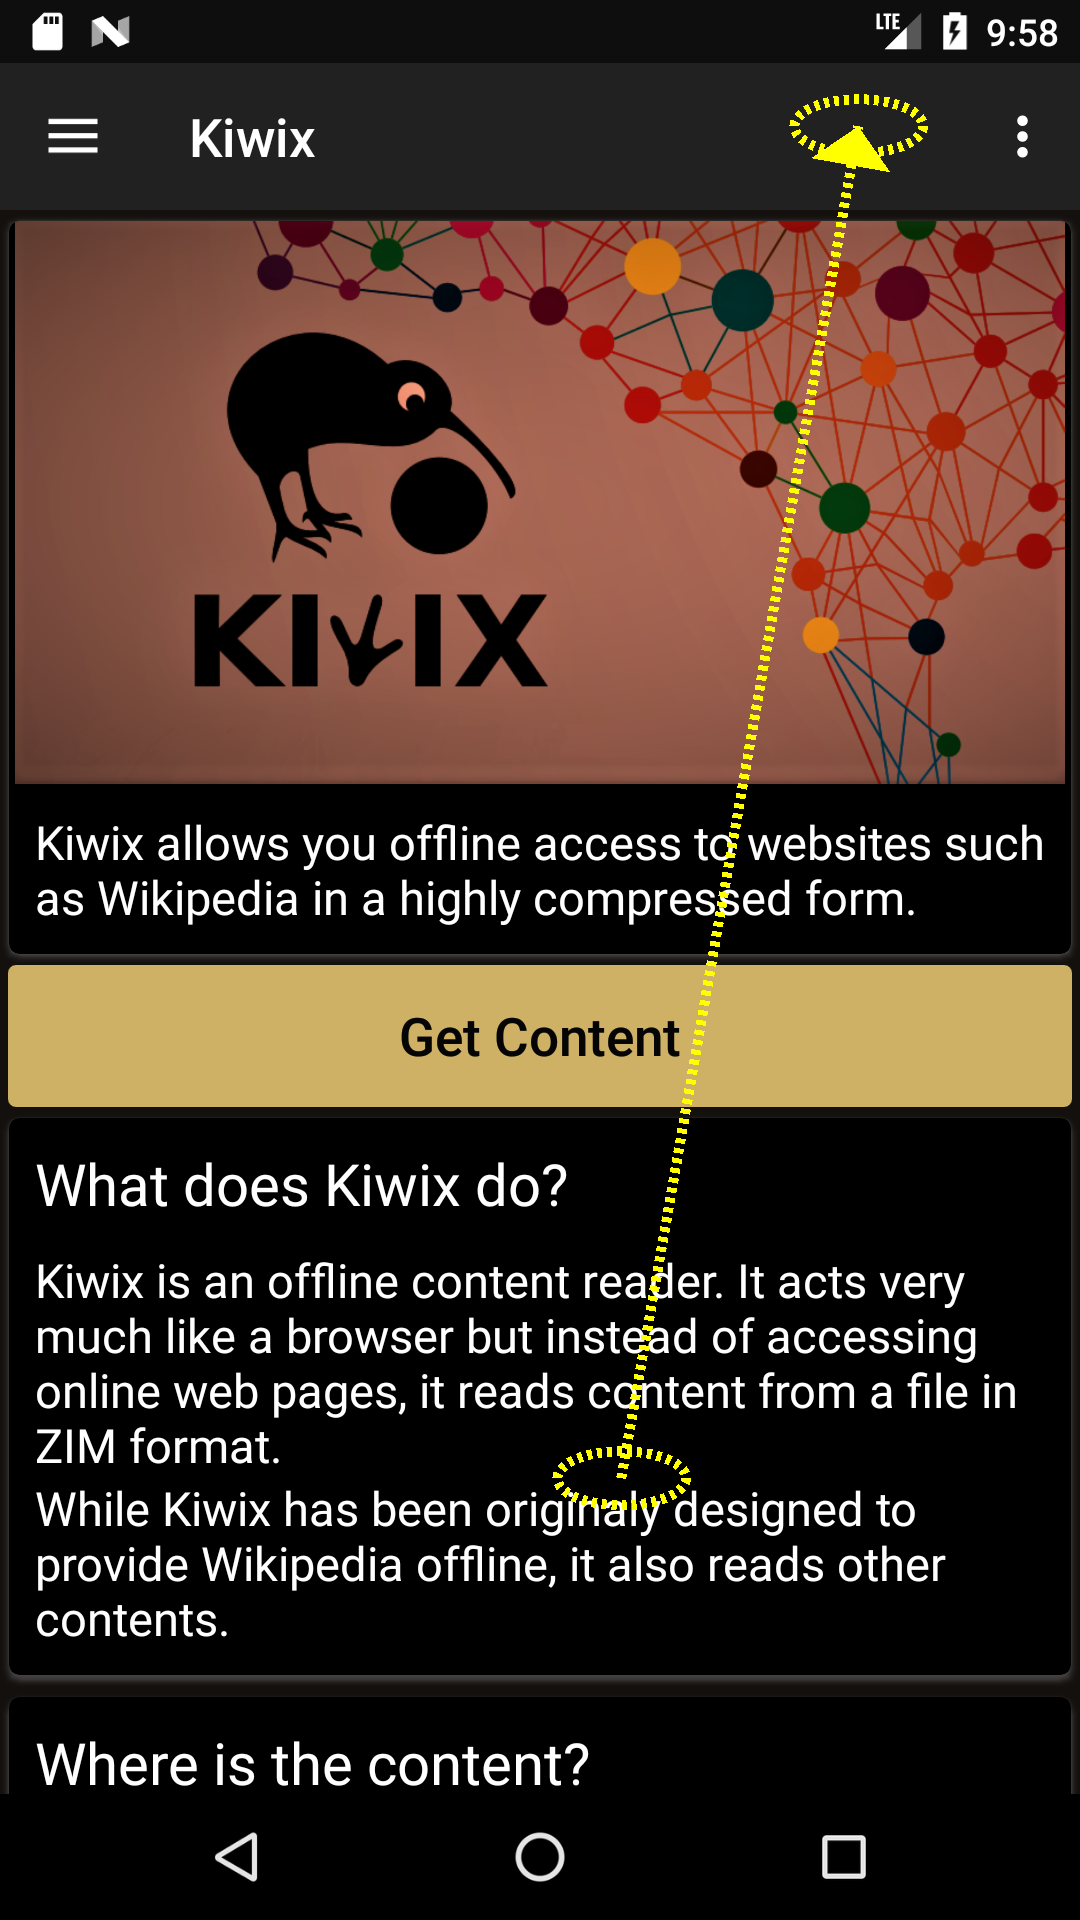 LTE 9:58
Kiwix
KIWIX
Kiwix allows you offline access to websites such
as Wikipedia in a highly compressed form.
Get Content
What does Kiwix do?
Kiwix is an offline content reader. It acts very
much like a browser but instead of accessing
online web pages, it reads content from a file in
ZIM format.
While Kiwix has been originaly designed to
provide Wikipedia offline, it also reads other
contents.
Where is the content?